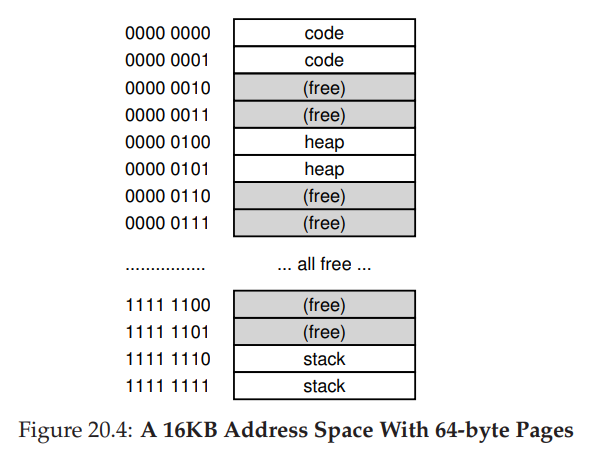 0000 0000 code
0000 0001 code
0000 0010 (free)
0000 0011 (free)
0000 0100 heap
0000 0101 heap
0000 0110 (free)
0000 0111 (free)
................ ... all free ...
1111 1100 (free)
1111 1101 (free)
1111 1110 stack
1111 1111 stack
Figure 20.4: A 16KB Address Space With 64-byte Pages